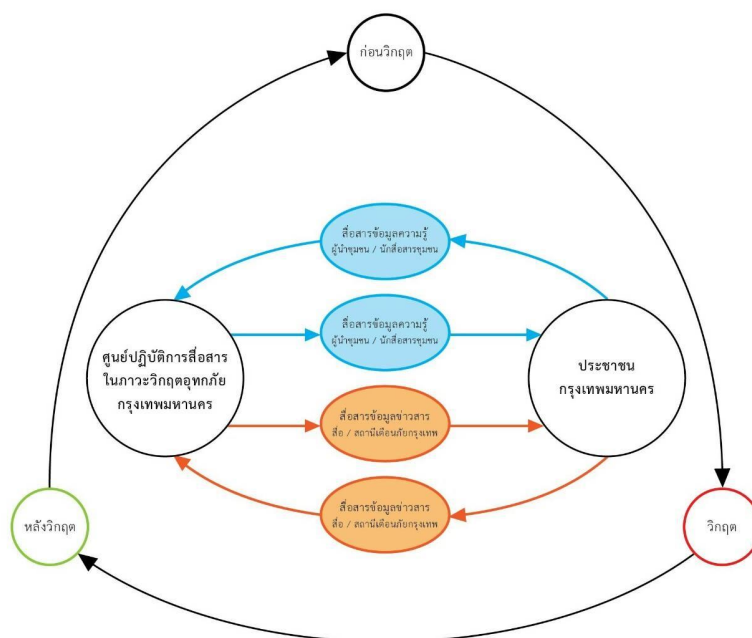 ก่อนวิกฤต
สื่อสารข้อมูลความรู้
ผู้นำชุมชน / นักสื่อสารชุมชน
สื่อสารข้อมูลความรู้
ผู้นำชุมชน / นักสื่อสารชุมชน
ศูนย์ปฏิบัติการสื่อสาร
ในภาวะวิกฤตอุทกภัย
กรุงเทพมหานคร
ประชาชน
กรุงเทพมหานคร
สื่อสารข้อมูลข่าวสาร
สื่อ / สถานีเตือนภัยกรุงเทพ
สื่อสารข้อมูลข่าวสาร
สื่อ / สถานีเตือนภัยกรุงเทพ
หลังวิกฤต
วิกฤต